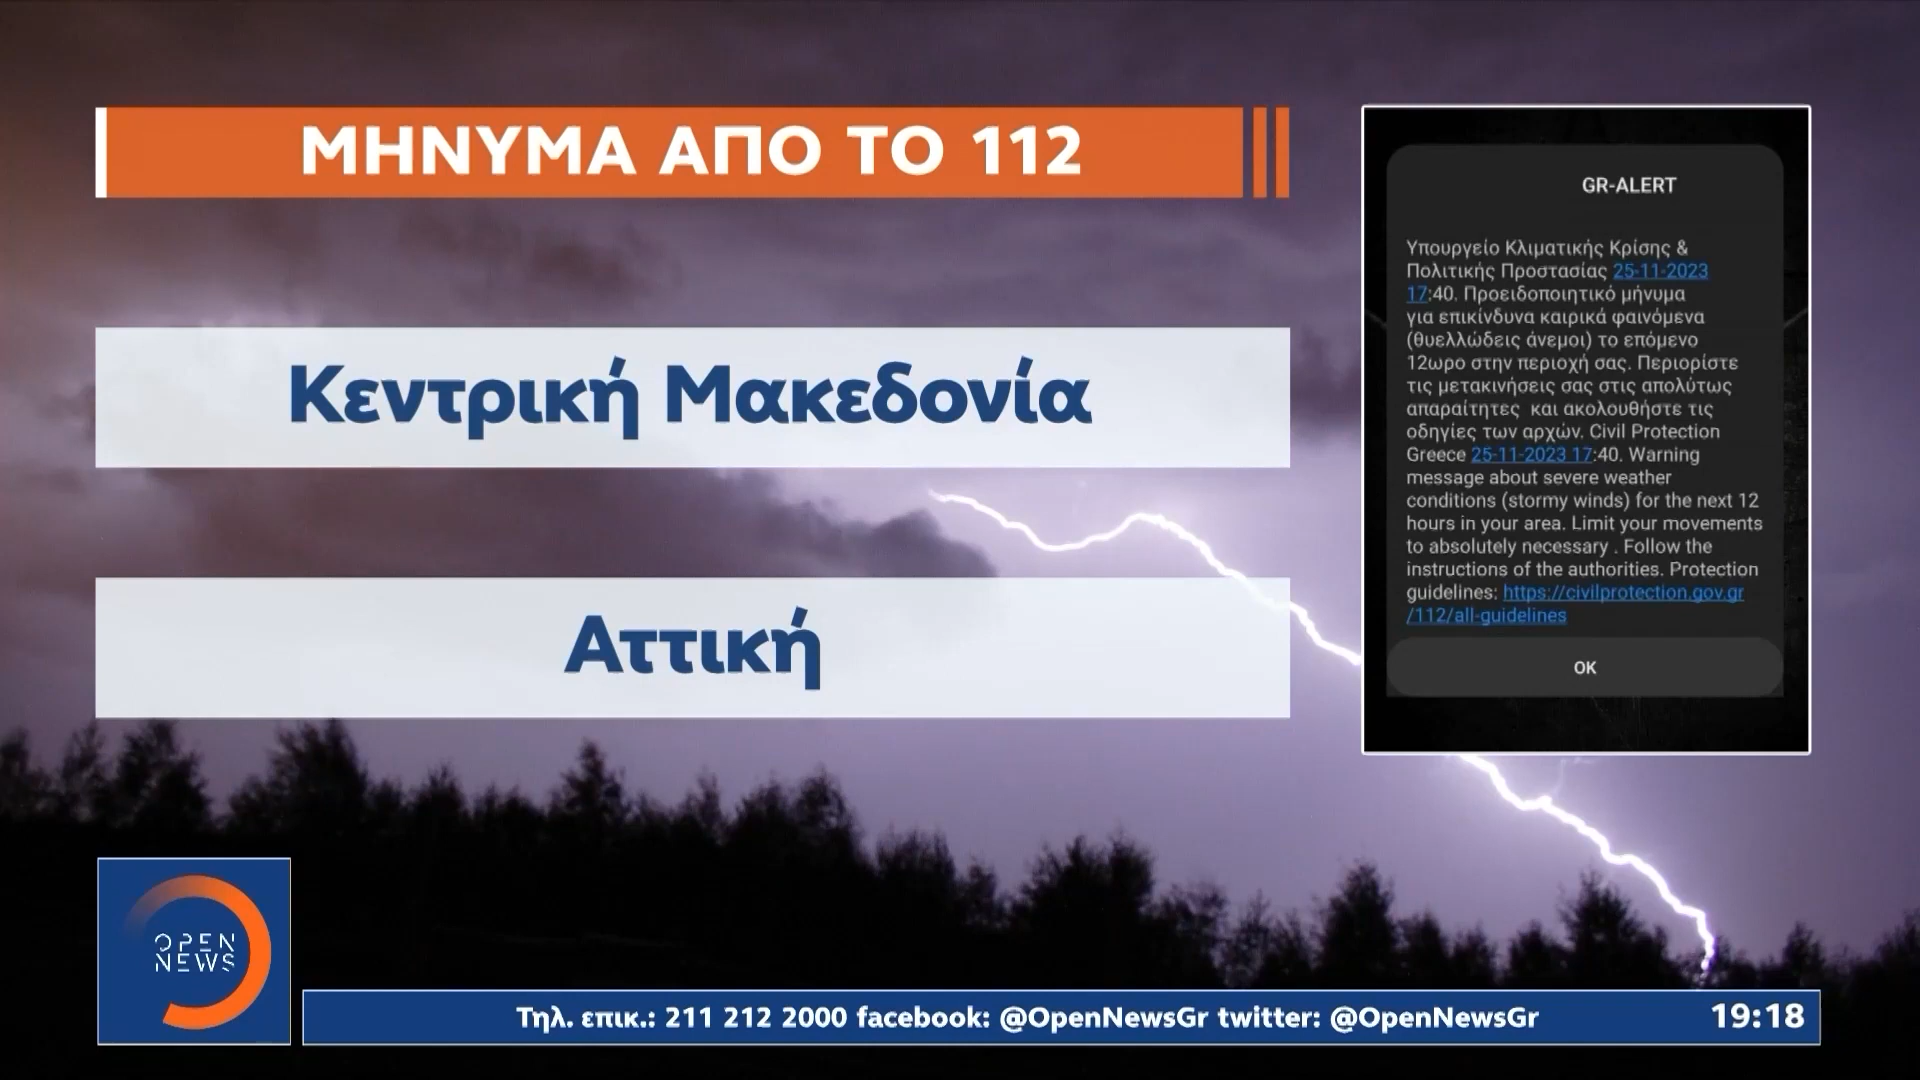 ΜΗΝΥΜΑ ΑΠΟ ΤΟ 112
Κεντρική Μακεδονία
Αττική
GR-ALERT
Υπουργείο Κλιματικής Κρίσης &
Πολιτικής Προστασίας 25-11-2023
17:40. Προειδοποιητικό μήνυμα
για επικίνδυνα καιρικά φαινόμενα
(θυελλώδεις άνεμοι) το επόμενο
12ωρο στην περιοχή σας. Περιορίστε
τις μετακινήσεις σας στις απολύτως
απαραίτητες  και ακολουθήστε τις
οδηγίες των αρχών. Civil Protection
Greece 25-11-2023 17:40. Warning
message about severe weather
conditions (stormy winds) for the next 12
hours in your area. Limit your movements
to absolutely necessary . Follow the
instructions of the authorities. Protection
guidelines: https://civilprotection.gov.gr
/112/all-guidelines
OK
OPEN
NEWS
Τηλ. επικ.: 211 212 2000 facebook: @OpenNewsGr twitter: @OpenNewsGr
19:18